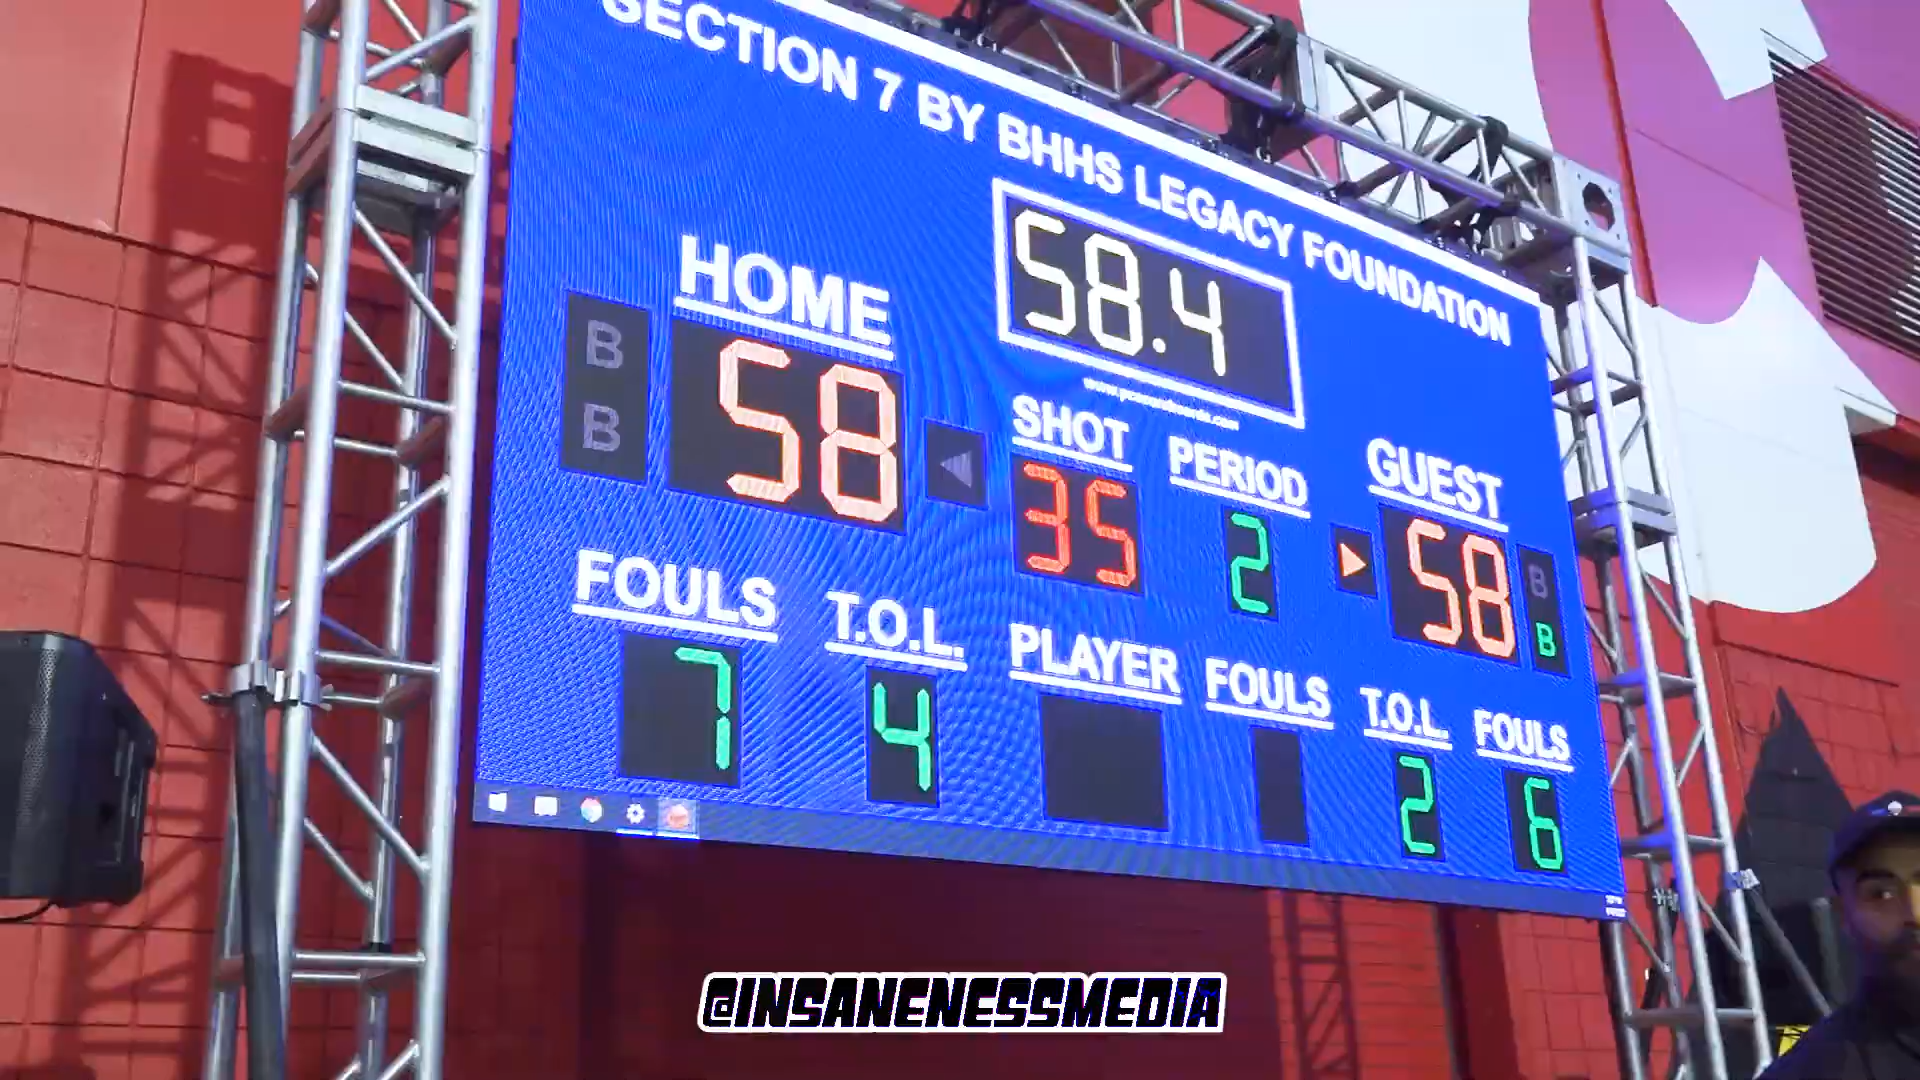 SECTION 7 BY BHHS LEGACY FOUNDATION
58.4
HOME
B
B
58
SHOT
35
PERIOD
2
GUEST
58
B
B
FOULS
7
T.O.L.
4
PLAYER
FOULS
T.O.L.
2
FOULS
6
@INSANENESSMEDIA